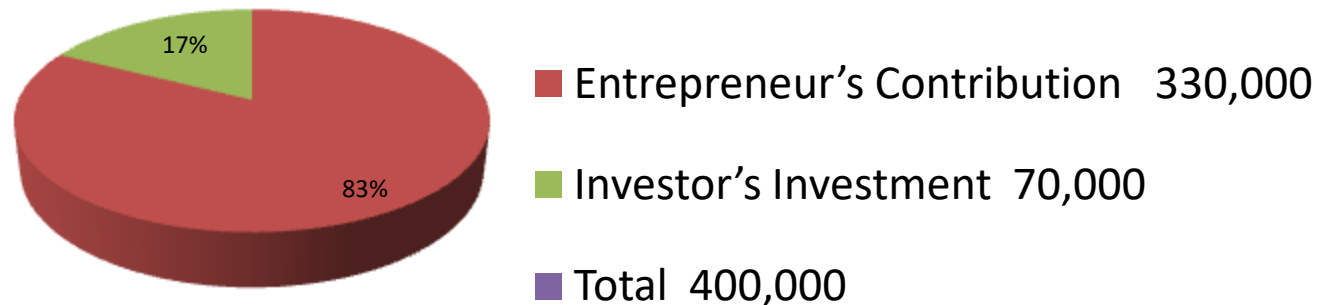 17%
83%
Entrepreneur’s Contribution 330,000
Investor’s Investment 70,000
Total 400,000